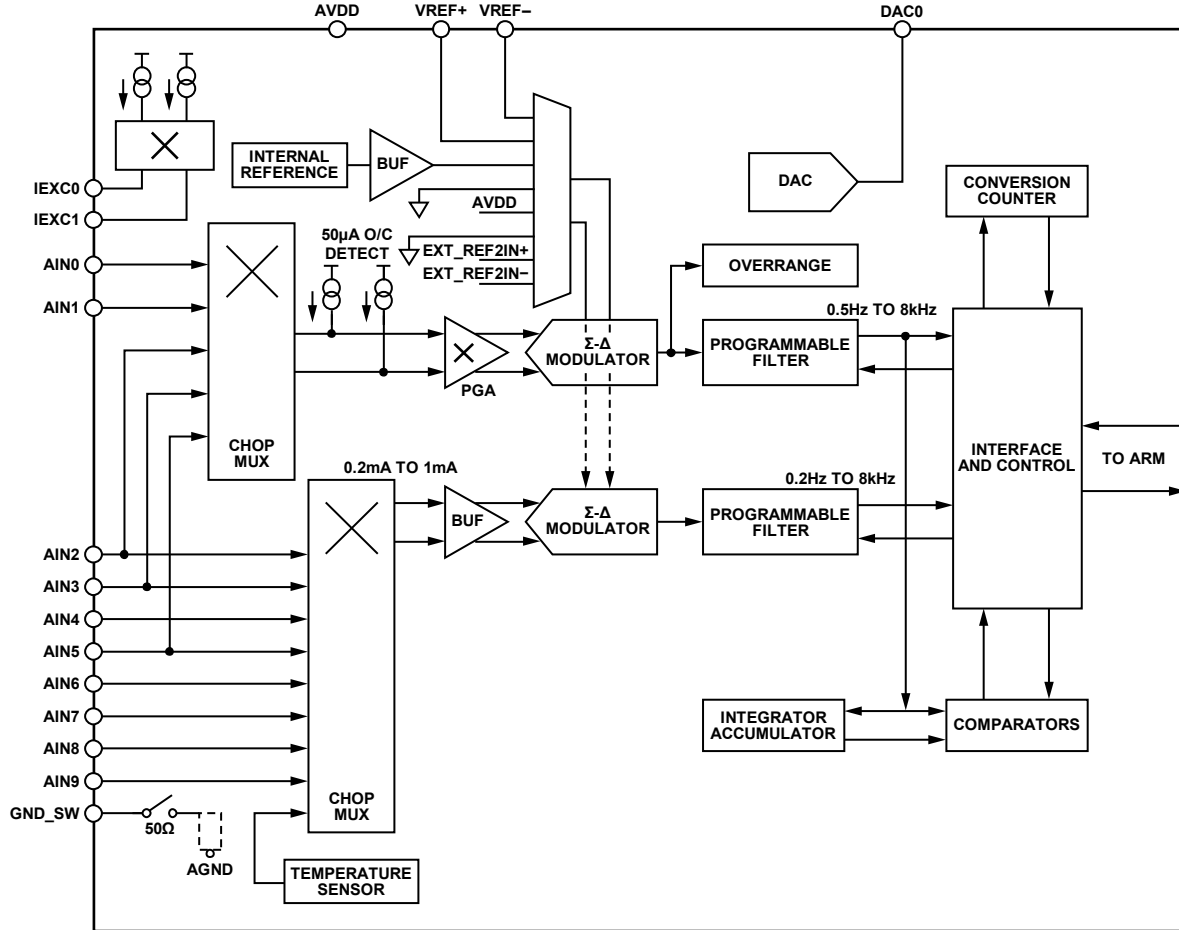 AVDD
VREF+
VREF–
DAC0
INTERNAL
REFERENCE
BUF
DAC
CONVERSION
COUNTER
IEXC0
IEXC1
AVDD
50µA O/C
DETECT
EXT_REF2IN+
EXT_REF2IN–
AIN0
AIN1
OVERRANGE
0.5Hz TO 8kHz
Σ-Δ
MODULATOR
PROGRAMMABLE
FILTER
PGA
CHOP
MUX
INTERFACE
AND CONTROL
TO ARM
0.2mA TO 1mA
0.2Hz TO 8kHz
BUF
Σ-Δ
MODULATOR
PROGRAMMABLE
FILTER
AIN2
AIN3
AIN4
AIN5
AIN6
AIN7
AIN8
AIN9
GND_SW
50Ω
AGND
CHOP
MUX
INTEGRATOR
ACCUMULATOR
COMPARATORS
TEMPERATURE
SENSOR